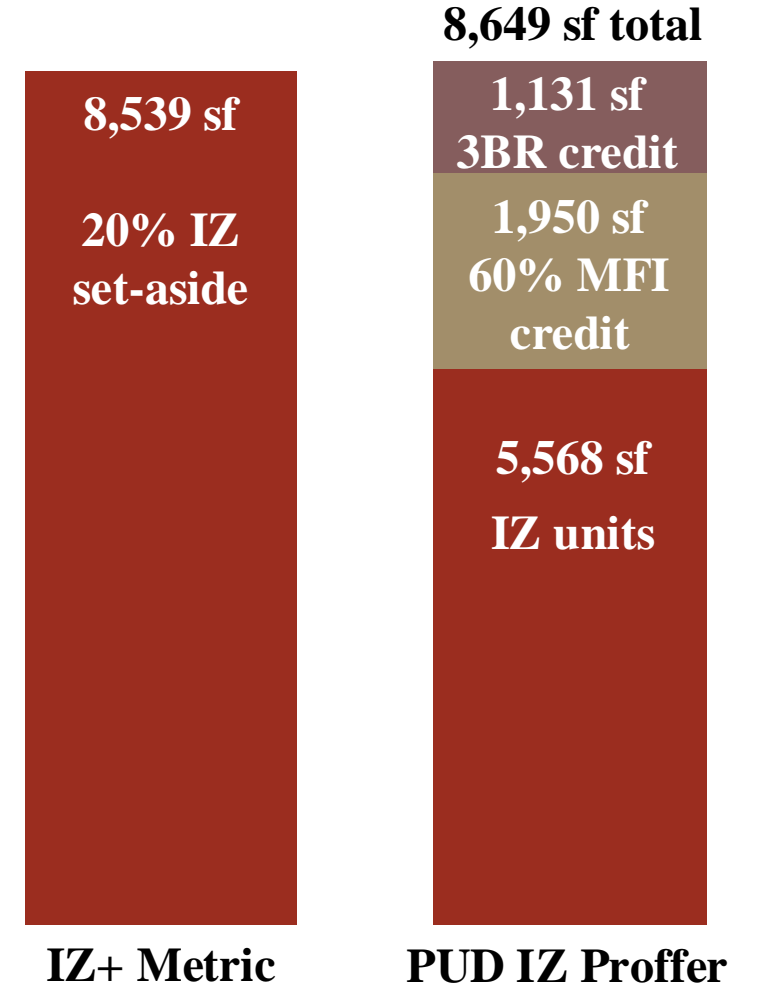 8,649 sf total
8,539 sf
20% IZ
set-aside
1,131 sf
3BR credit
1,950 sf
60% MFI
credit
5,568 sf
IZ units
IZ+ Metric
PUD IZ Proffer